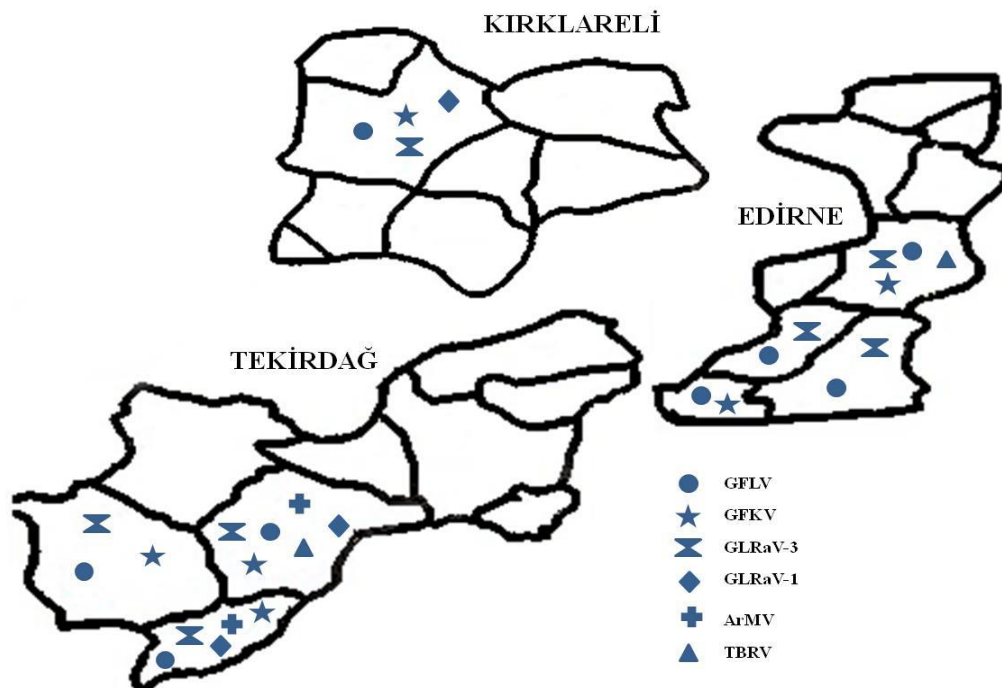 KIRKLARELİ
EDİRNE
TEKİRDAĞ
GFLV
GFKV
GLRaV-3
GLRaV-1
ArMV
TBRV